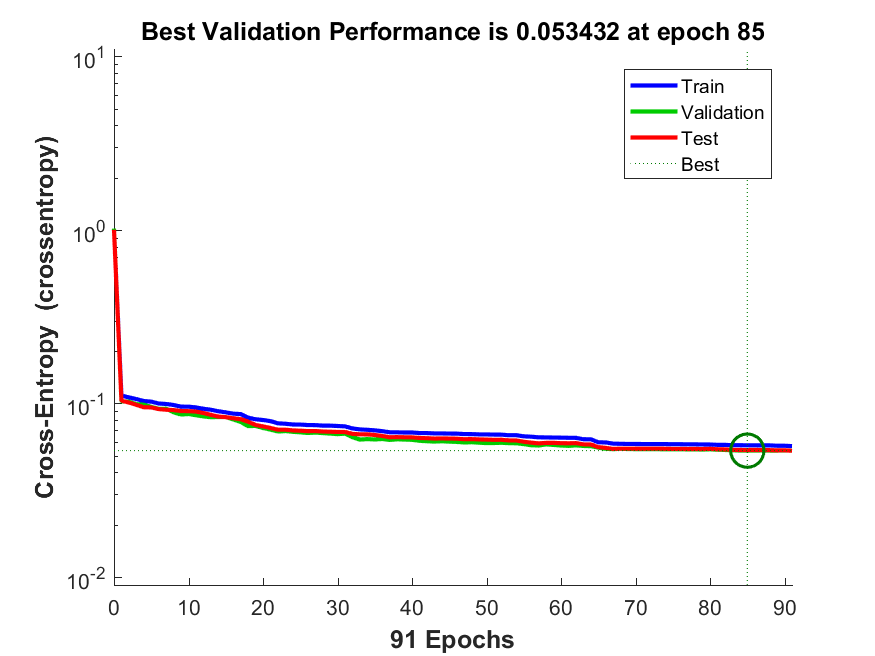 Best Validation Performance is 0.053432 at epoch 85
Cross-Entropy (crossentropy)
10^1
10^0
10^-1
10^-2
Train
Validation
Test
Best
0 10 20 30 40 50 60 70 80 90
91 Epochs